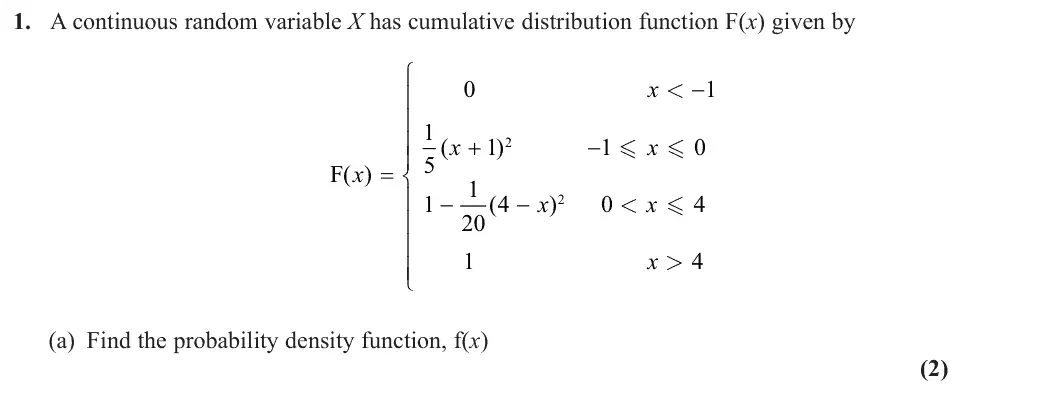 1. A continuous random variable X has cumulative distribution function F(x) given by
0 x < −1
1/5 (x + 1)² −1 ⩽ x ⩽ 0
F(x) =
1 − 1/20 (4 − x)² 0 < x ⩽ 4
1 x > 4
(a) Find the probability density function, f(x)
(2)